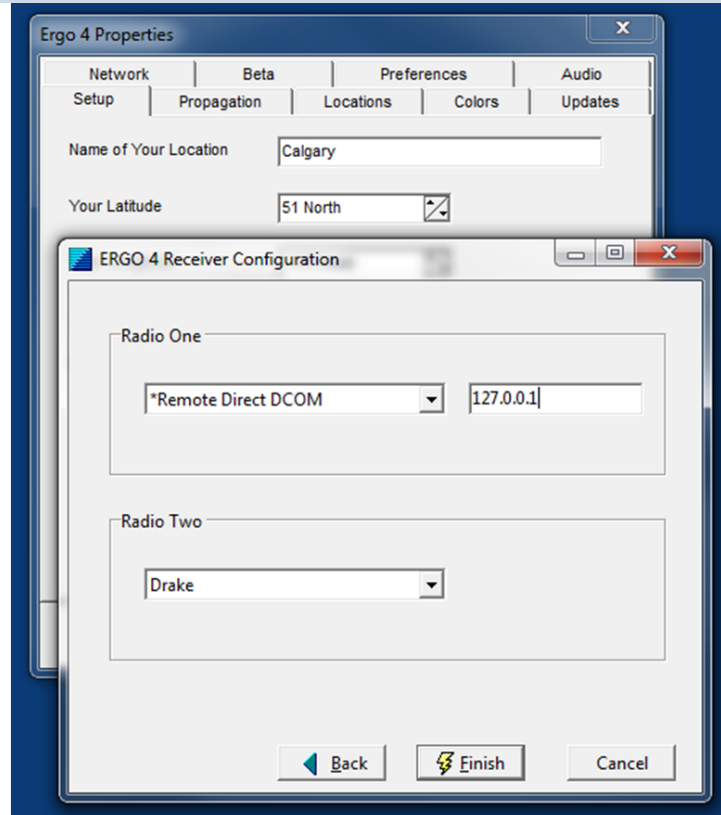 Ergo 4 Properties
Network Beta Preferences Audio
Setup Propagation Locations Colors Updates
Name of Your Location Calgary
Your Latitude 51 North
ERGO 4 Receiver Configuration
Radio One
*Remote Direct DCOM 127.0.0.1
Radio Two
Drake
Back Finish Cancel